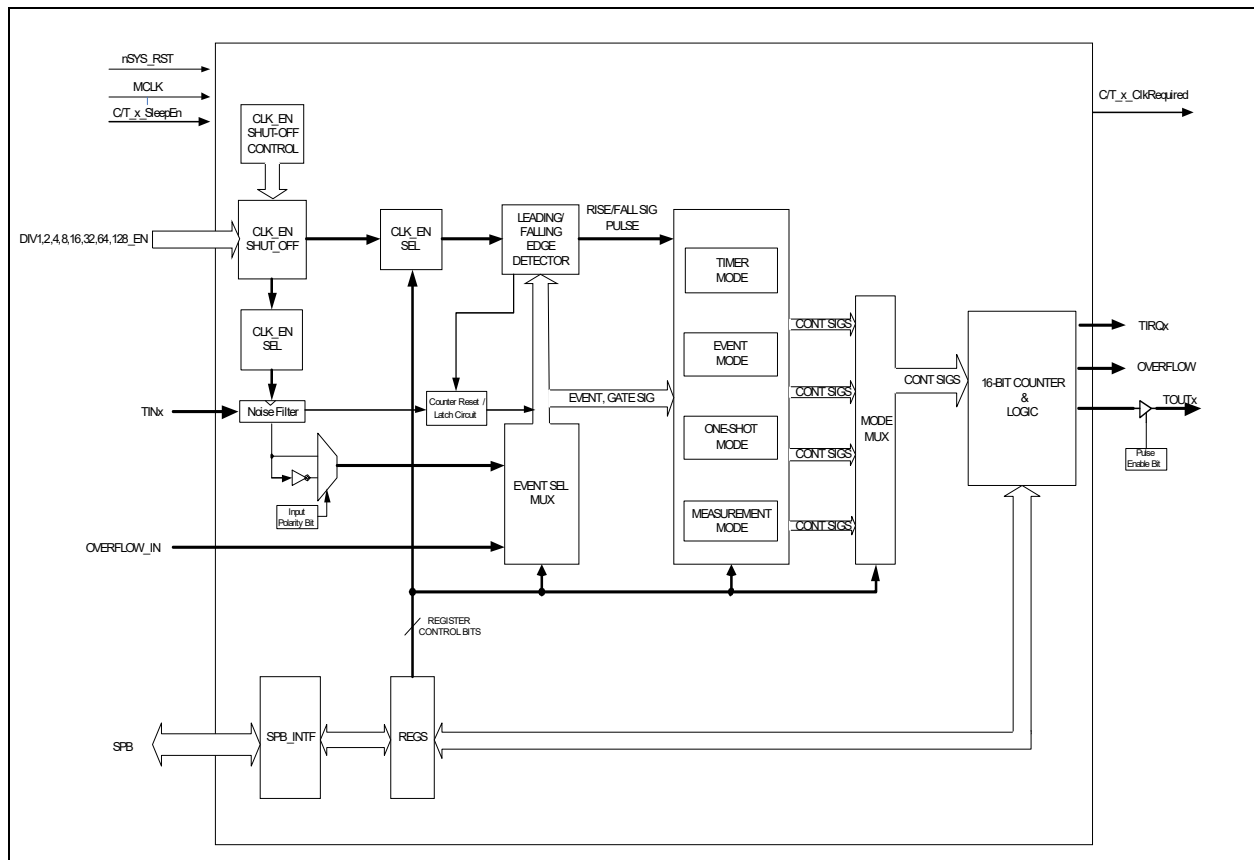 nSYS_RST
MCLK
C/T_x_SleepEn
C/T_x_ClkRequired
CLK_EN
SHUT-OFF
CONTROL
DIV1,2,4,8,16,32,64,128_EN
CLK_EN
SHUT_OFF
CLK_EN
SEL
LEADING/
FALLING
EDGE
DETECTOR
RISE/FALL SIG
PULSE
TIMER
MODE
CLK_EN
SEL
EVENT
MODE
CONT SIGS
CONT SIGS
CONT SIGS
CONT SIGS
MODE
MUX
CONT SIGS
16-BIT COUNTER
&
LOGIC
TIRQx
OVERFLOW
TOUTx
Pulse
Enable Bit
TINx
Noise Filter
Counter Reset /
Latch Circuit
EVENT, GATE SIG
ONE-SHOT
MODE
EVENT SEL
MUX
Input
Polarity Bit
MEASUREMENT
MODE
OVERFLOW_IN
REGISTER
CONTROL BITS
SPB
SPB_INTF
REGS